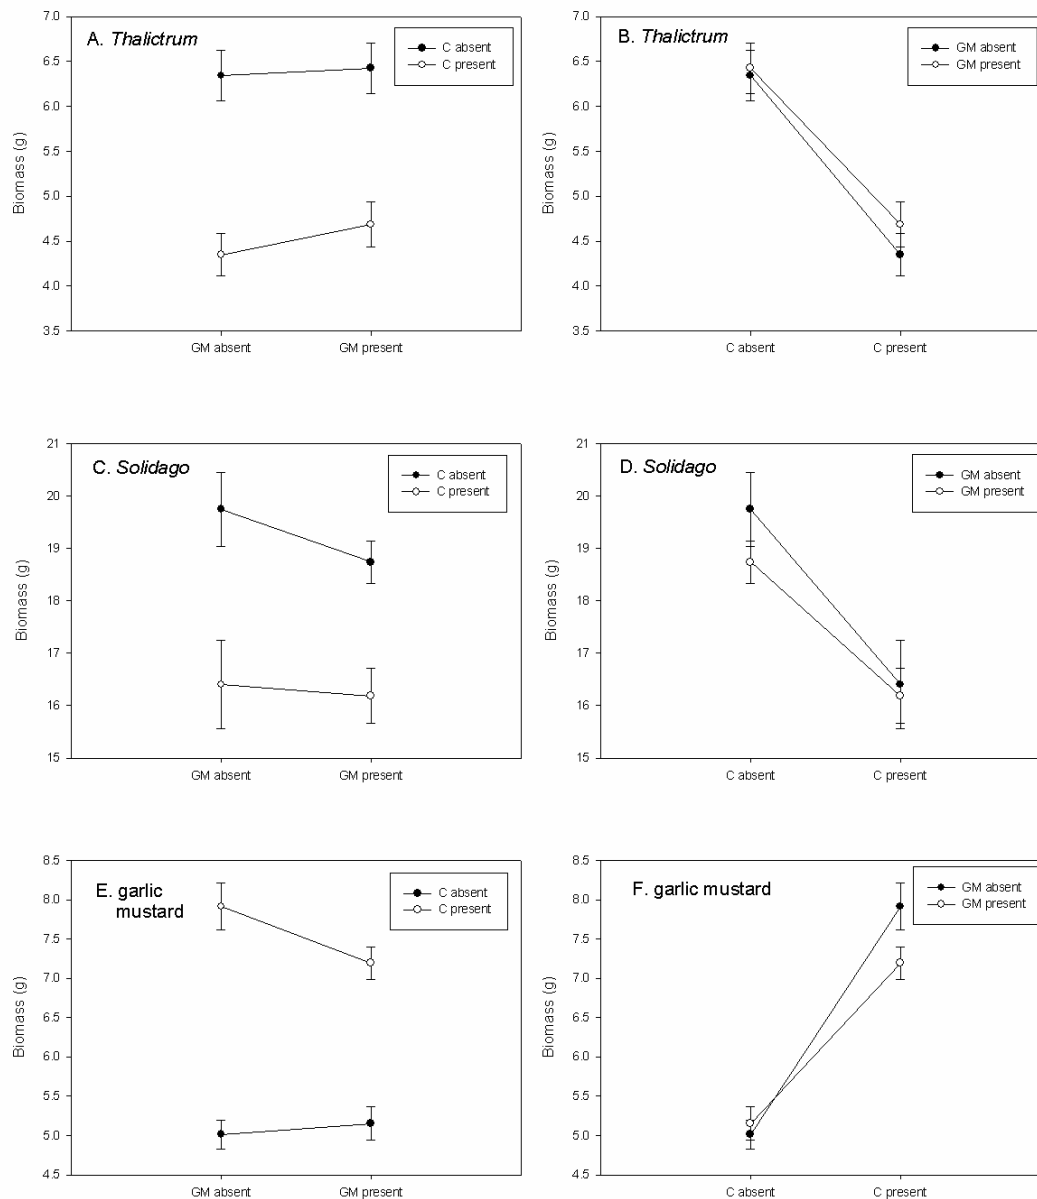 A. Thalictrum
C absent
C present
7.0
6.5
6.0
5.5
5.0
4.5
4.0
3.5
Biomass (g)
GM absent
GM present
B. Thalictrum
GM absent
GM present
7.0
6.5
6.0
5.5
5.0
4.5
4.0
3.5
Biomass (g)
C absent
C present
C. Solidago
C absent
C present
21
20
19
18
17
16
15
Biomass (g)
GM absent
GM present
D. Solidago
GM absent
GM present
21
20
19
18
17
16
15
Biomass (g)
C absent
C present
E. garlic
mustard
C absent
C present
8.5
8.0
7.5
7.0
6.5
6.0
5.5
5.0
4.5
Biomass (g)
GM absent
GM present
F. garlic mustard
GM absent
GM present
8.5
8.0
7.5
7.0
6.5
6.0
5.5
5.0
4.5
Biomass (g)
C absent
C present